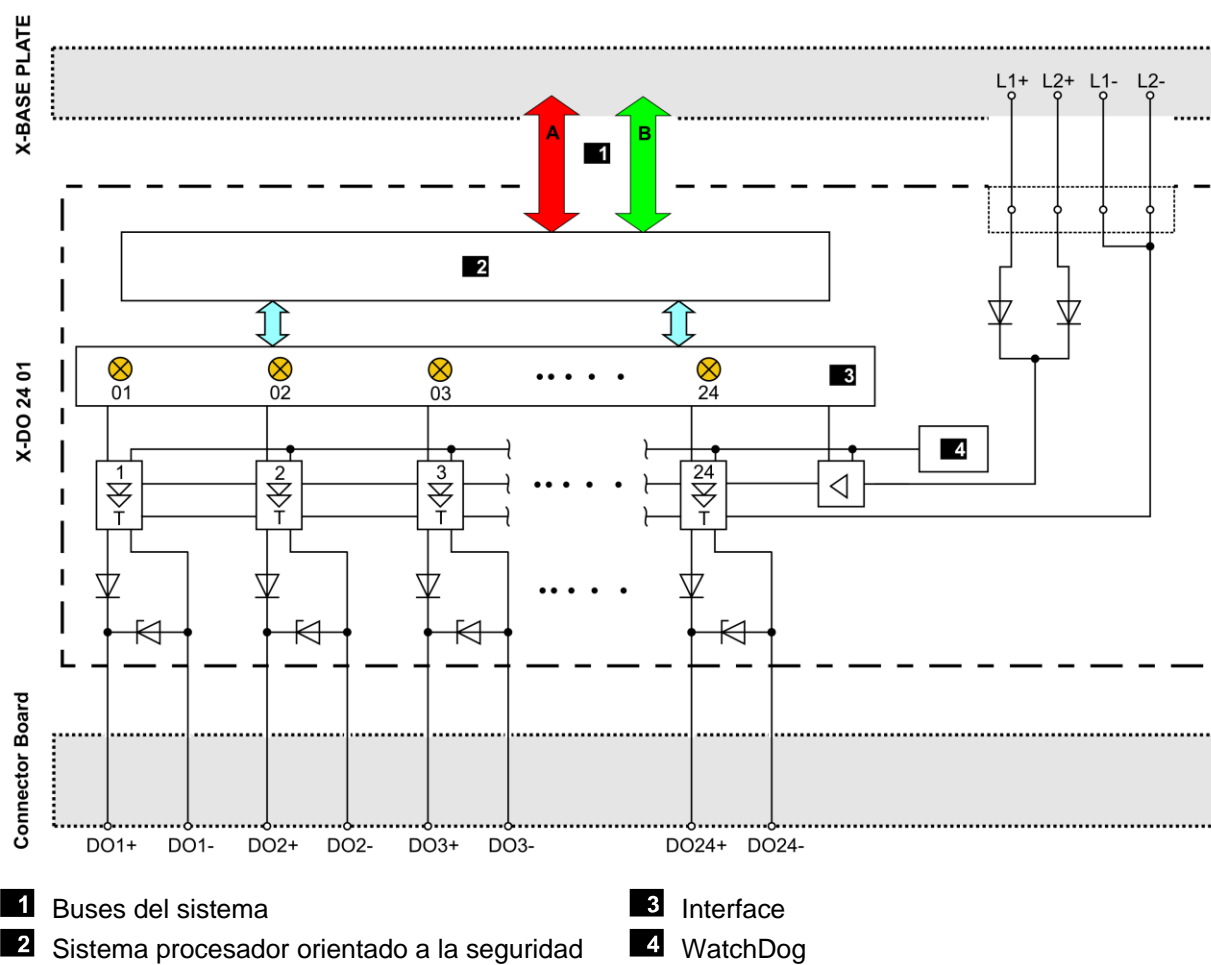 X-BASE PLATE
L1+ L2+ L1- L2-
A B
1
2
X-DO 24 01
01 02 03 24
3
4
1 2 3 24
T T T T
Connector Board
DO1+ DO1- DO2+ DO2- DO3+ DO3- DO24+ DO24-
1 Buses del sistema
3 Interface
2 Sistema procesador orientado a la seguridad
4 WatchDog